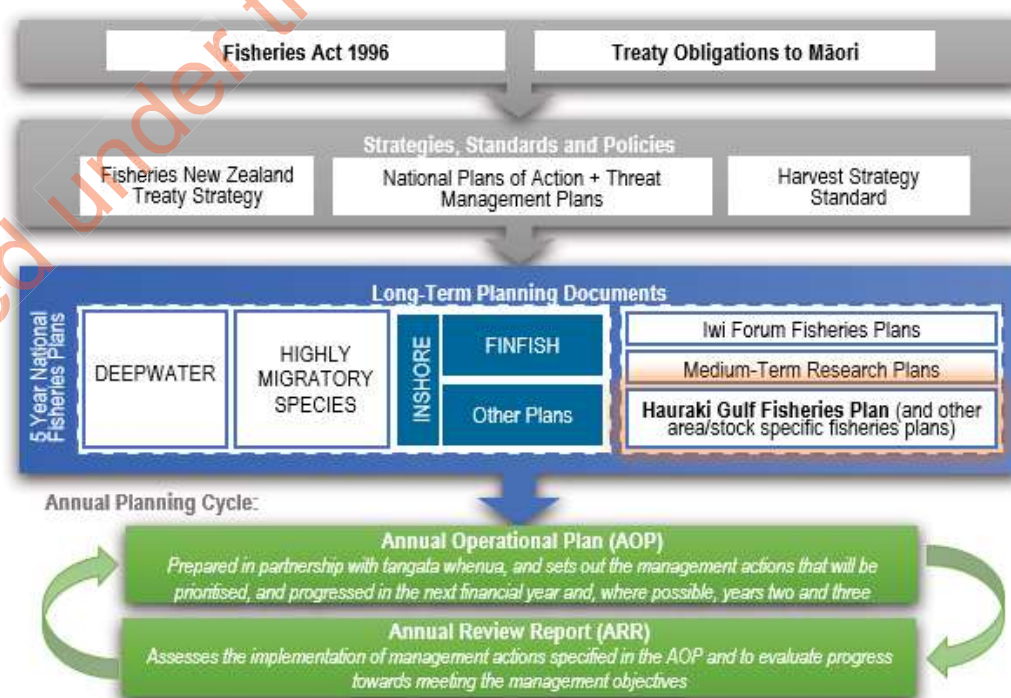 Fisheries Act 1996
Treaty Obligations to Māori
Strategies, Standards and Policies
Fisheries New Zealand
Treaty Strategy
National Plans of Action + Threat
Management Plans
Harvest Strategy
Standard
Long-Term Planning Documents
5 Year National
Fisheries Plans
DEEPWATER
HIGHLY
MIGRATORY
SPECIES
INSHORE
FINFISH
Other Plans
Iwi Forum Fisheries Plans
Medium-Term Research Plans
Hauraki Gulf Fisheries Plan (and other
area/stock specific fisheries plans)
Annual Planning Cycle:
Annual Operational Plan (AOP)
Prepared in partnership with tangata whenua, and sets out the management actions that will be
prioritised, and progressed in the next financial year and, where possible, years two and three
Annual Review Report (ARR)
Assesses the implementation of management actions specified in the AOP and to evaluate progress
towards meeting the management objectives
under